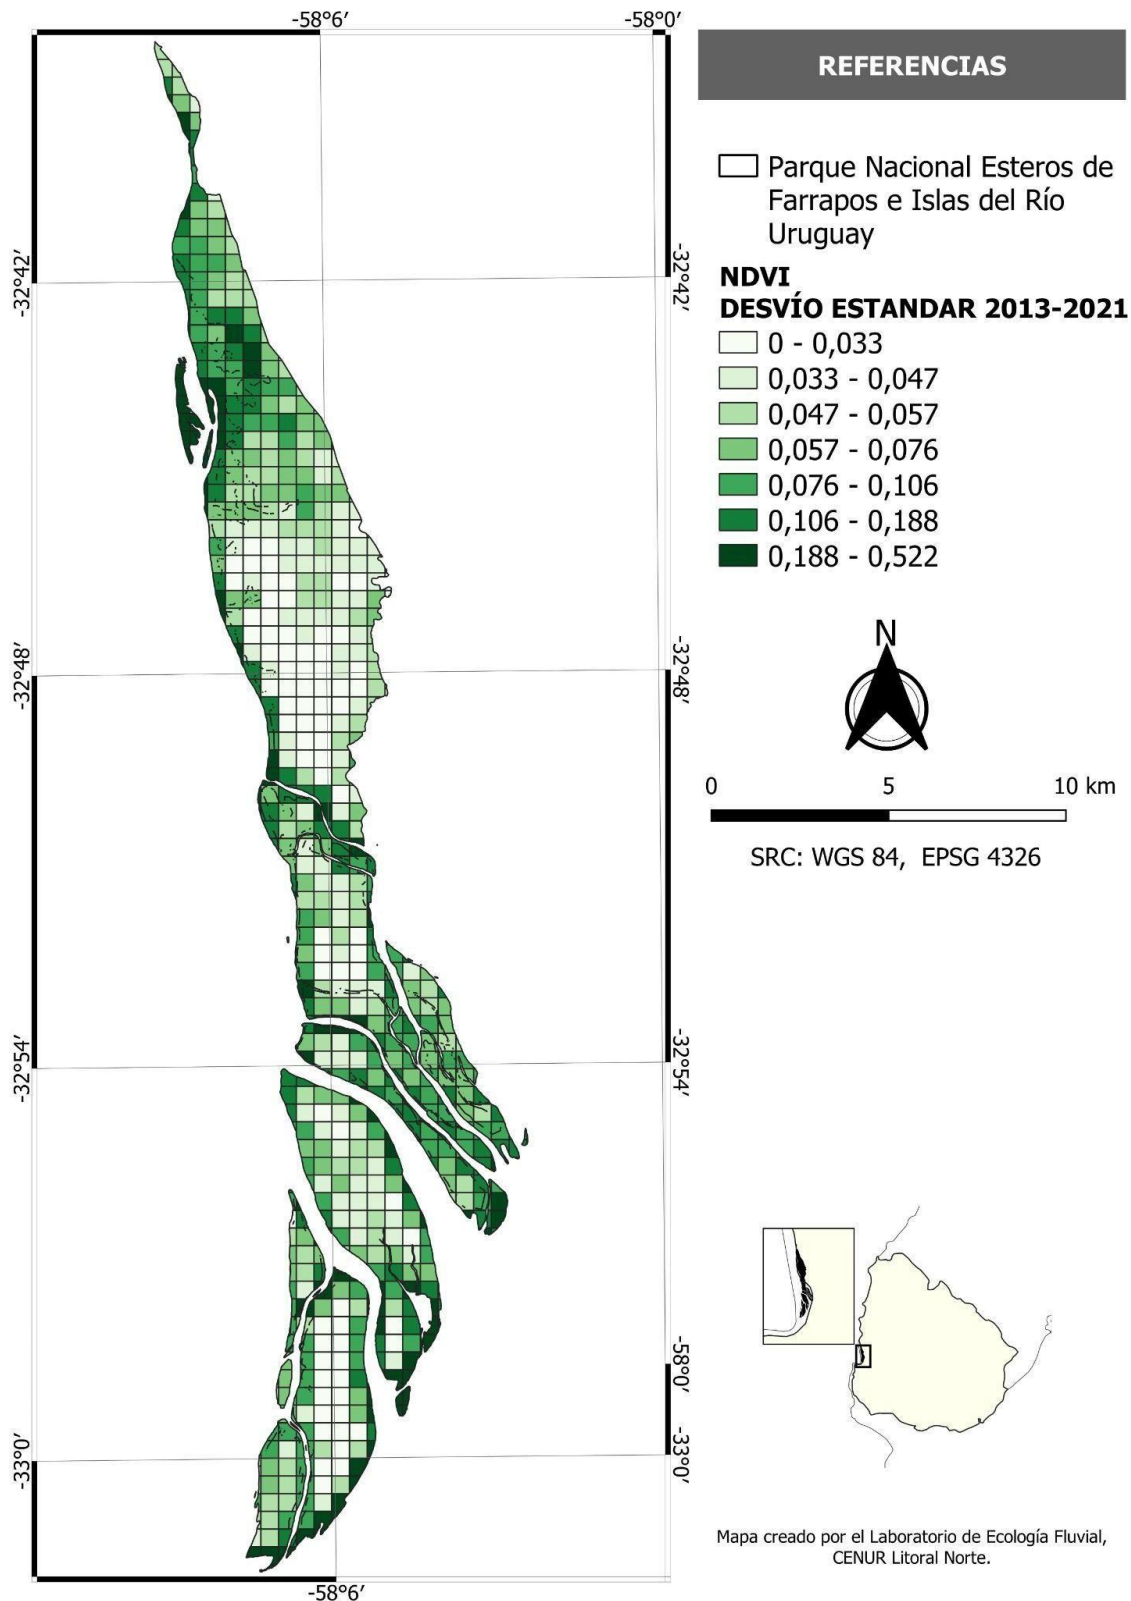 -58°6′
-58°0′
REFERENCIAS
Parque Nacional Esteros de
Farrapos e Islas del Río
Uruguay
-32°42′
-32°42′
NDVI
DESVÍO ESTANDAR 2013-2021
0 - 0,033
0,033 - 0,047
0,047 - 0,057
0,057 - 0,076
0,076 - 0,106
0,106 - 0,188
0,188 - 0,522
N
-32°48′
-32°48′
0
5
10 km
SRC: WGS 84, EPSG 4326
-32°54′
-32°54′
-58°0′
-33°0′
-33°0′
Mapa creado por el Laboratorio de Ecología Fluvial,
CENUR Litoral Norte.
-58°6′